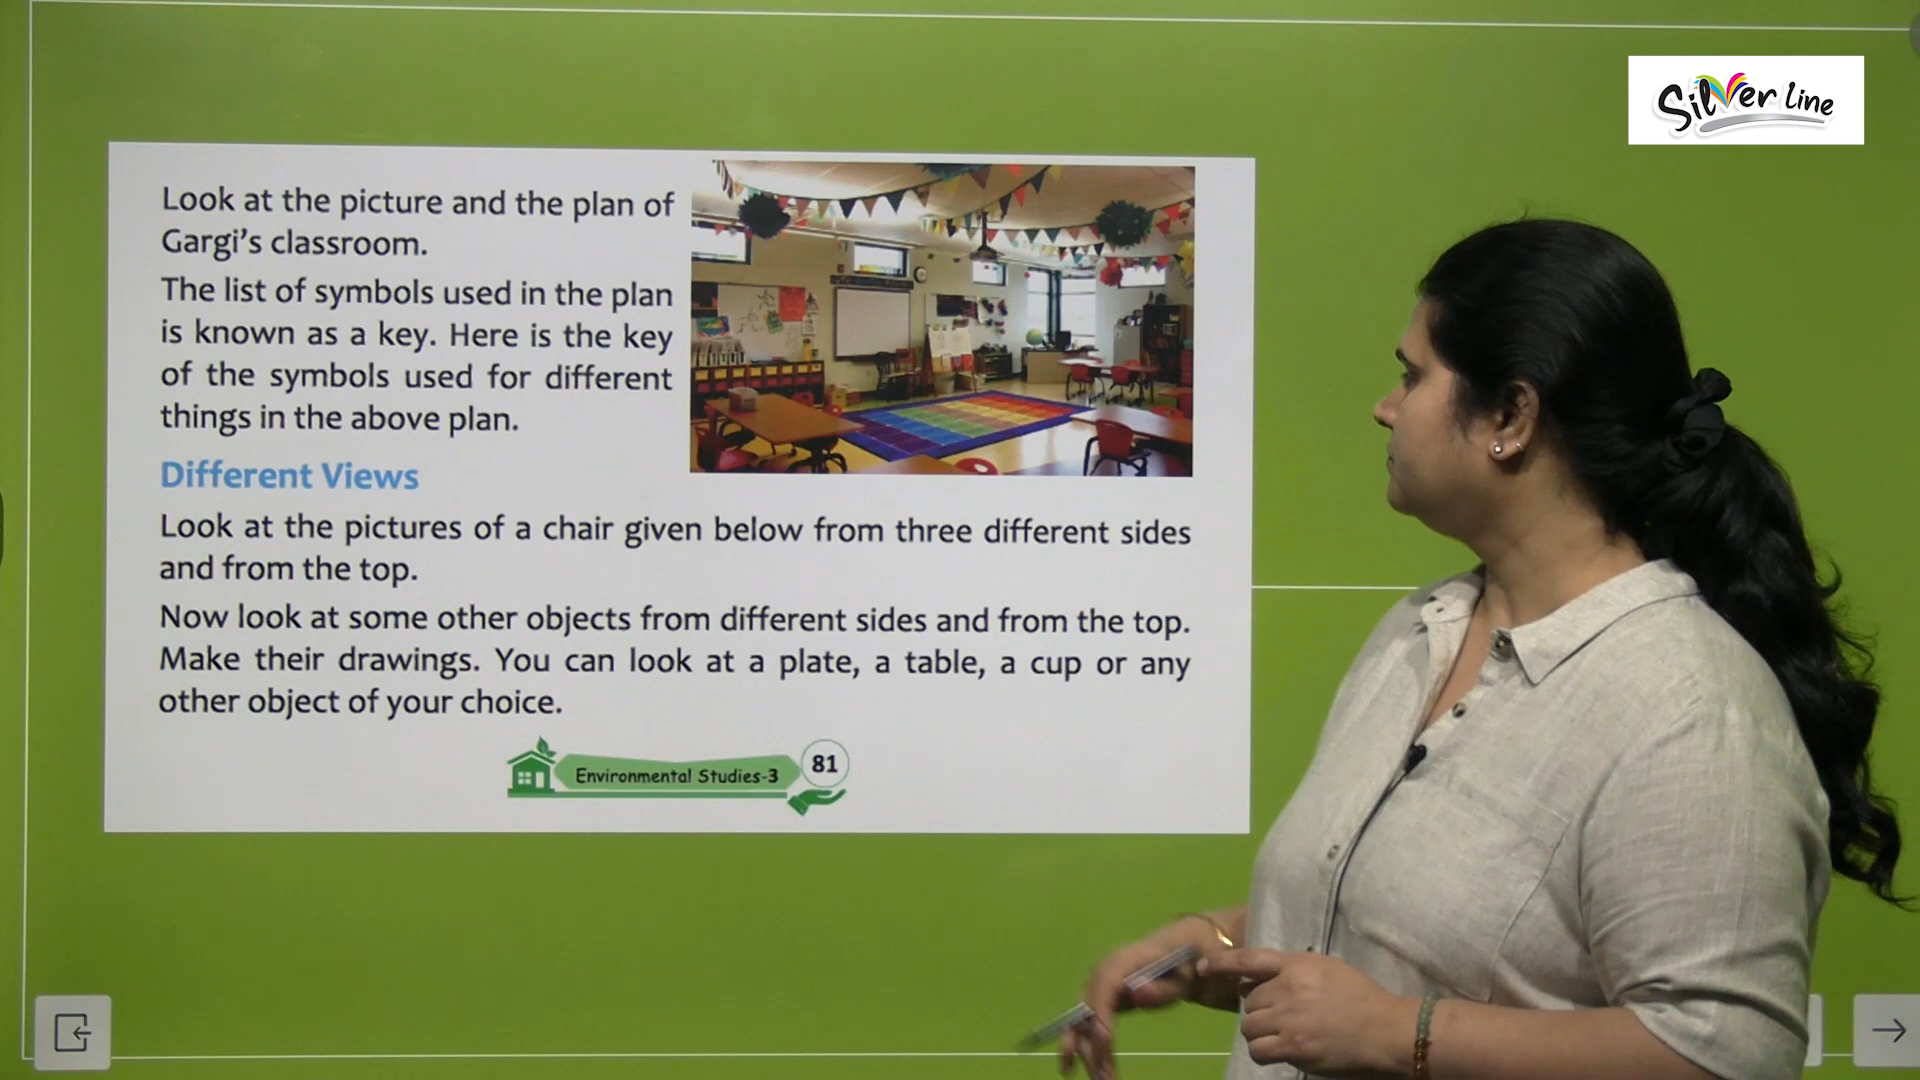 Silver Line
Look at the picture and the plan of
Gargi's classroom.
The list of symbols used in the plan
is known as a key. Here is the key
of the symbols used for different
things in the above plan.
Different Views
Look at the pictures of a chair given below from three different sides
and from the top.
Now look at some other objects from different sides and from the top.
Make their drawings. You can look at a plate, a table, a cup or any
other object of your choice.
Environmental Studies-3
81